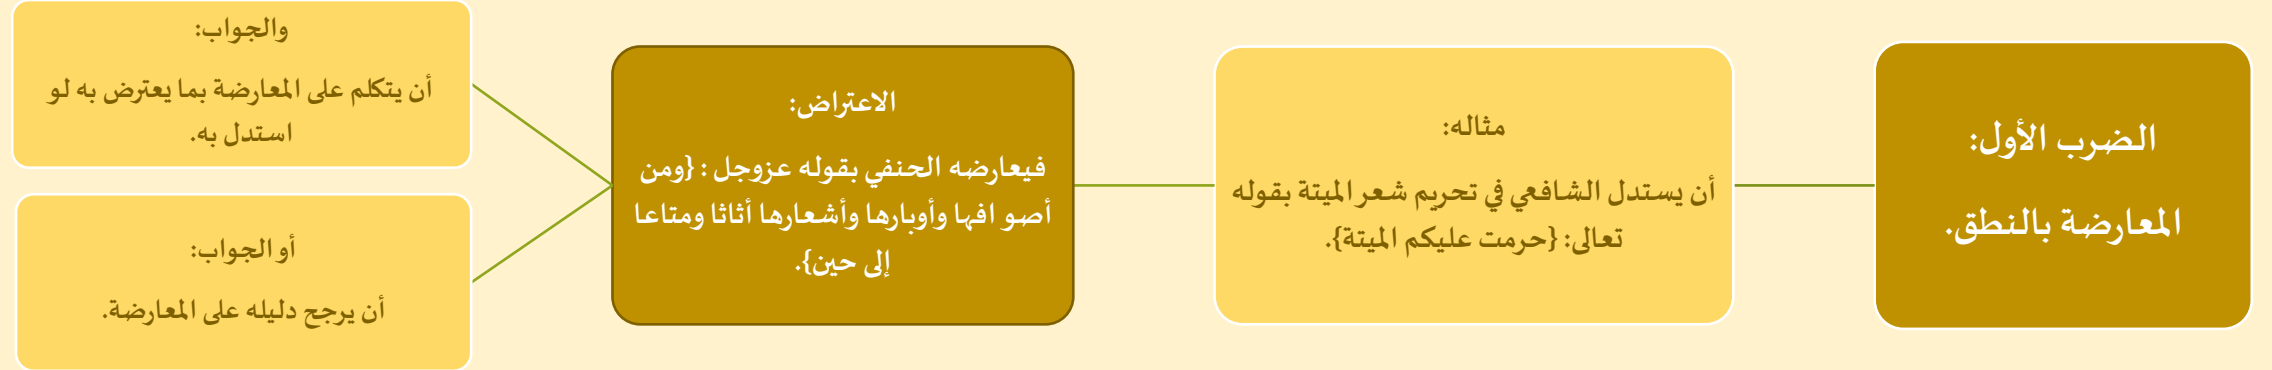 الضرب الأول:
المعارضة بالنطق.
مثاله:
أن يستدل الشافعي في تحريم شعر الميتة بقوله
تعالى: {حرمت عليكم الميتة}.
الاعتراض:
فيعارضه الحنفي بقوله عزوجل : {ومن
أصو افها وأوبارها وأشعارها أثاثا ومتاعا
إلى حين}.
والجواب:
أن يتكلم على المعارضة بما يعترض به لو
استدل به.
أو الجواب:
أن يرجح دليله على المعارضة.